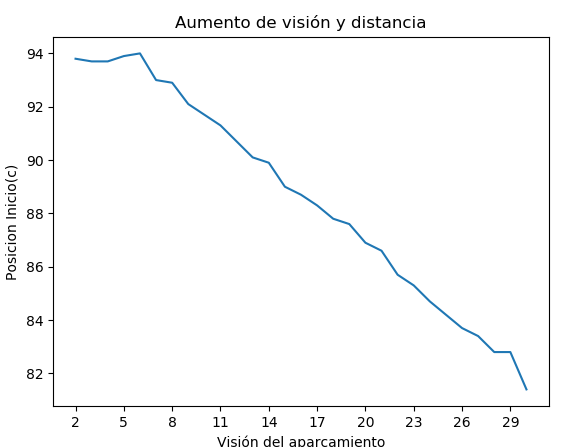 Aumento de visión y distancia
Posicion Inicio(c)
94
92
90
88
86
84
82
2 5 8 11 14 17 20 23 26 29
Visión del aparcamiento